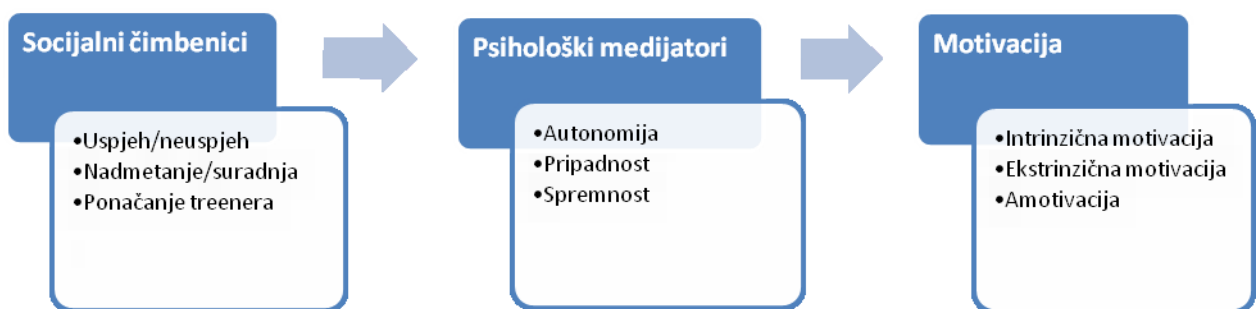 Socijalni čimbenici
•Uspjeh/neuspjeh
•Nadmetanje/suradnja
•Ponačanje treenera
Psihološki medijatori
•Autonomija
•Pripadnost
•Spremnost
Motivacija
•Intrinzična motivacija
•Ekstrinzična motivacija
•Amotivacija